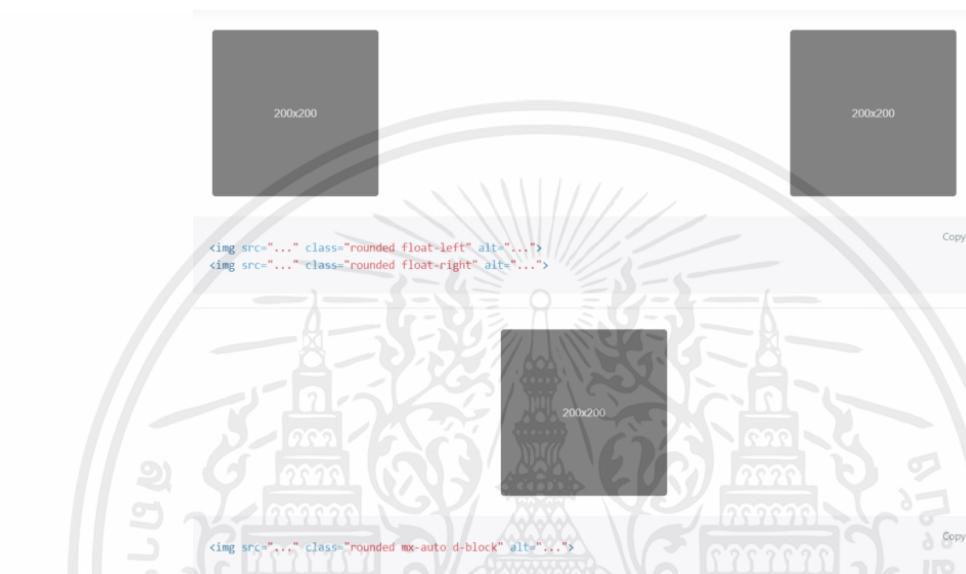 200x200
200x200
Copy
<img src="..." class="rounded float-left" alt="...">
<img src="..." class="rounded float-right" alt="...">
200x200
Copy
<img src="..." class="rounded mx-auto d-block" alt="...">